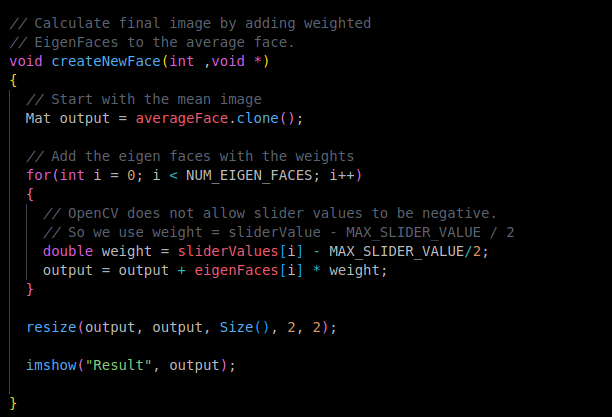 // Calculate final image by adding weighted
// EigenFaces to the average face.
void createNewFace(int ,void *)
{
  // Start with the mean image
  Mat output = averageFace.clone();

  // Add the eigen faces with the weights
  for(int i = 0; i < NUM_EIGEN_FACES; i++)
  {
    // OpenCV does not allow slider values to be negative.
    // So we use weight = sliderValue - MAX_SLIDER_VALUE / 2
    double weight = sliderValues[i] - MAX_SLIDER_VALUE/2;
    output = output + eigenFaces[i] * weight;
  }

  resize(output, output, Size(), 2, 2);

  imshow("Result", output);

}